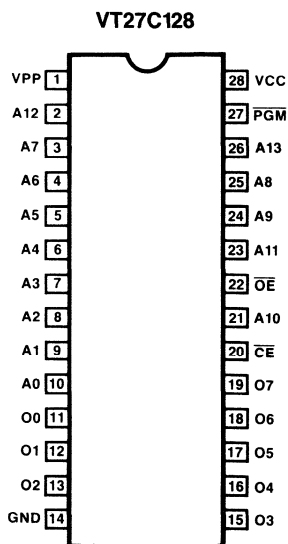 VT27C128
VPP 1 28 VCC
A12 2 27 PGM
A7 3 26 A13
A6 4 25 A8
A5 5 24 A9
A4 6 23 A11
A3 7 22 OE
A2 8 21 A10
A1 9 20 CE
A0 10 19 O7
O0 11 18 O6
O1 12 17 O5
O2 13 16 O4
GND 14 15 O3